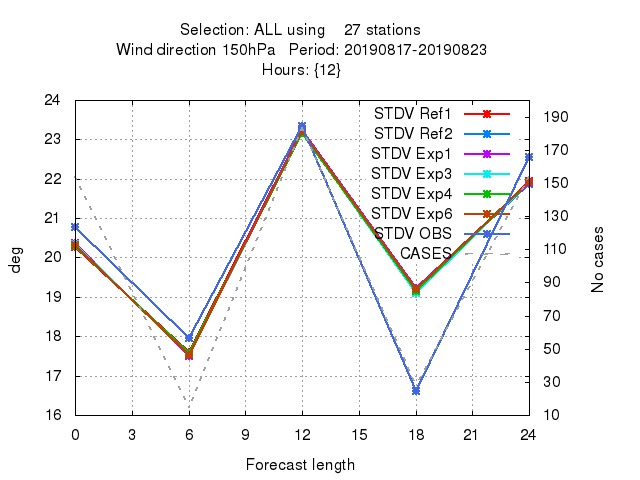 Selection: ALL using    27 stations
Wind direction 150hPa   Period: 20190817-20190823
Hours: {12}
24
23
22
21
20
19
18
17
16
deg
190
170
150
130
110
90
70
50
30
10
No cases
STDV Ref1
STDV Ref2
STDV Exp1
STDV Exp3
STDV Exp4
STDV Exp6
STDV OBS
CASES
0 3 6 9 12 15 18 21 24
Forecast length